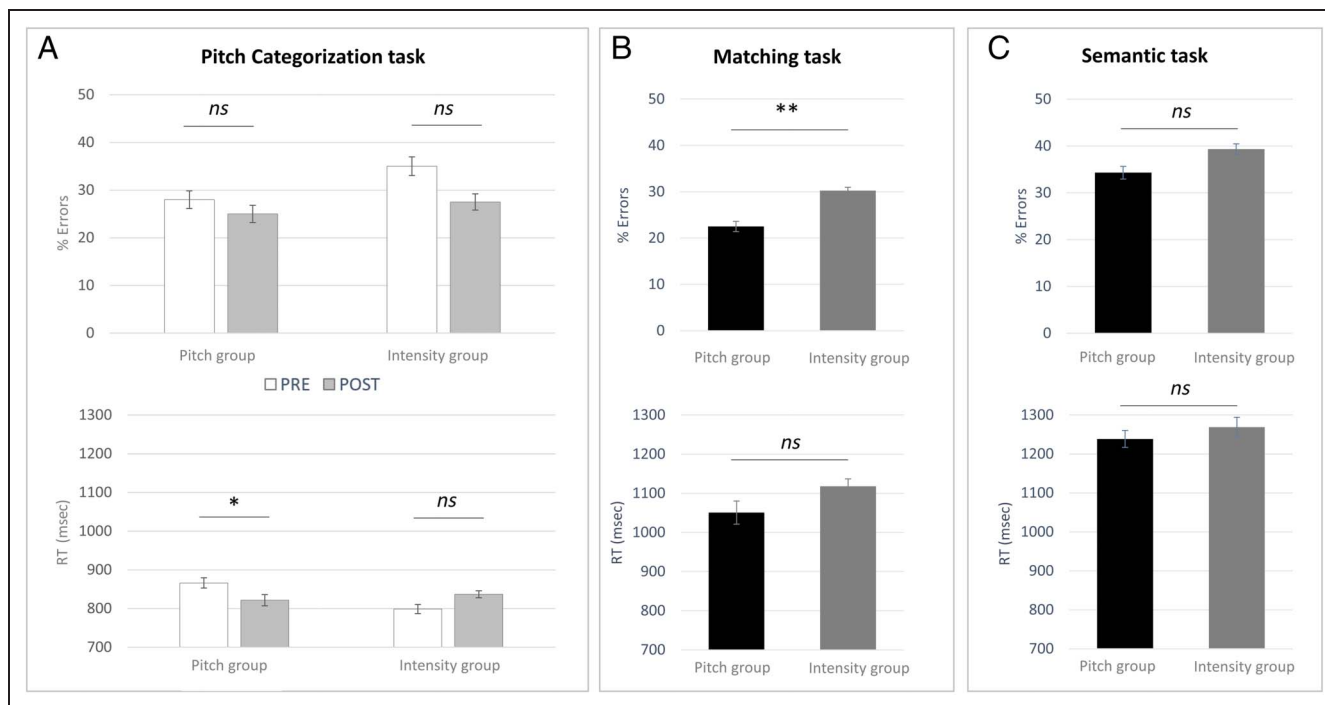 A
Pitch Categorization task
% Errors
50
40
30
20
10
0
ns
ns
Pitch group
Intensity group
PRE POST
RT (msec)
1300
1200
1100
1000
900
800
700
*
ns
Pitch group
Intensity group
B
Matching task
% Errors
50
40
30
20
10
0
**
Pitch group
Intensity group
RT (msec)
1300
1200
1100
1000
900
800
700
ns
Pitch group
Intensity group
C
Semantic task
% Errors
50
40
30
20
10
0
ns
Pitch group
Intensity group
RT (msec)
1300
1200
1100
1000
900
800
700
ns
Pitch group
Intensity group